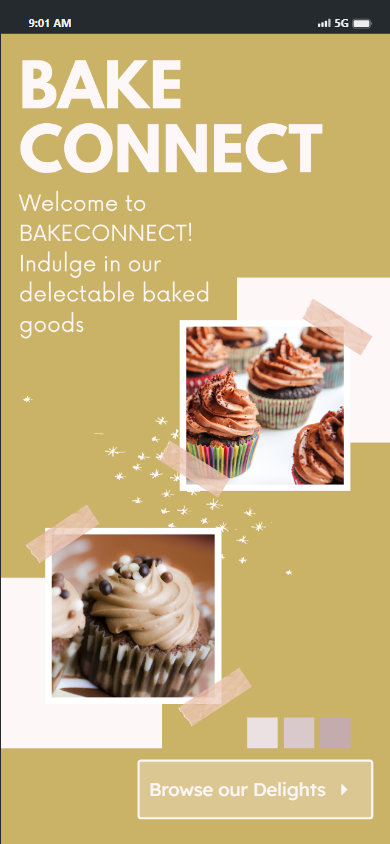 9:01 AM
5G
BAKE
CONNECT
Welcome to
BAKECONNECT!
Indulge in our
delectable baked
goods
Browse our Delights